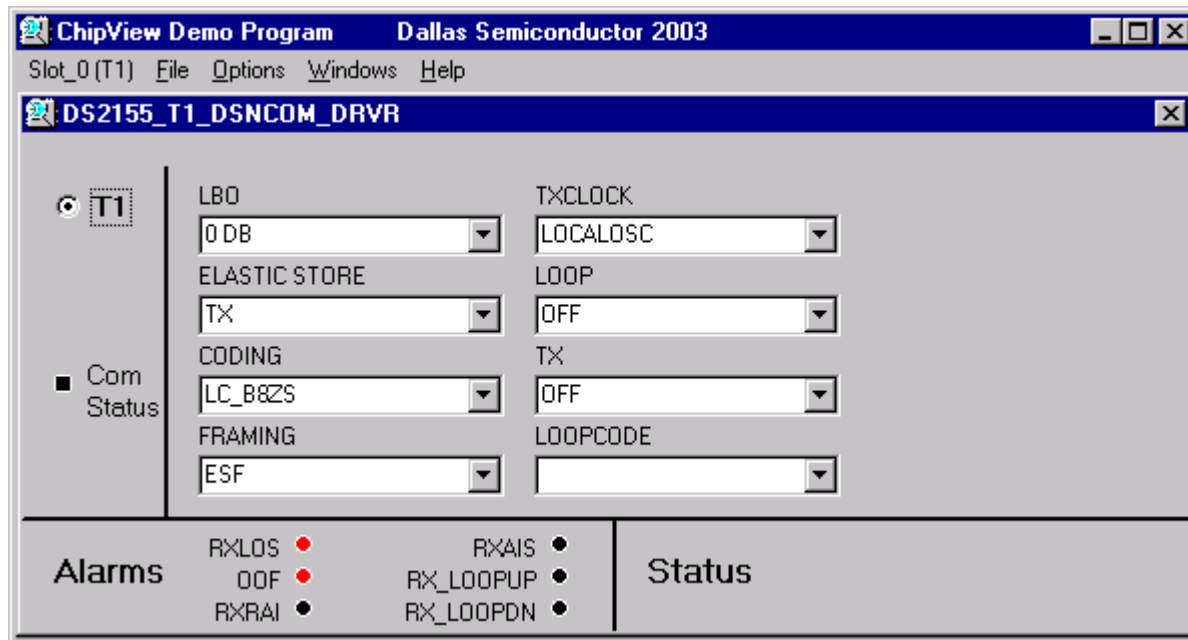 ChipView Demo Program Dallas Semiconductor 2003
Slot_0 (T1) File Options Windows Help
DS2155_T1_DSNCOM_DRVR
T1
LBO TXCLOCK
0 DB LOCALOSC
ELASTIC STORE LOOP
TX OFF
CODING TX
Com Status
LC_B8ZS OFF
FRAMING LOOPCODE
ESF
Alarms
RXLOS RXAIS
OOF RX_LOOPUP
RXRAI RX_LOOPDN
Status